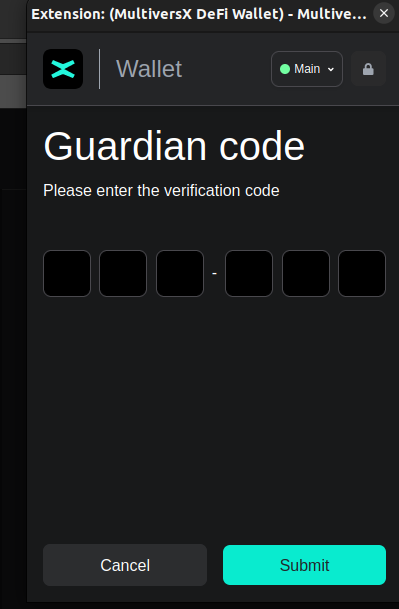 Extension: (MultiversX DeFi Wallet) - Multive...
Wallet
Main
Guardian code
Please enter the verification code
-
Cancel
Submit